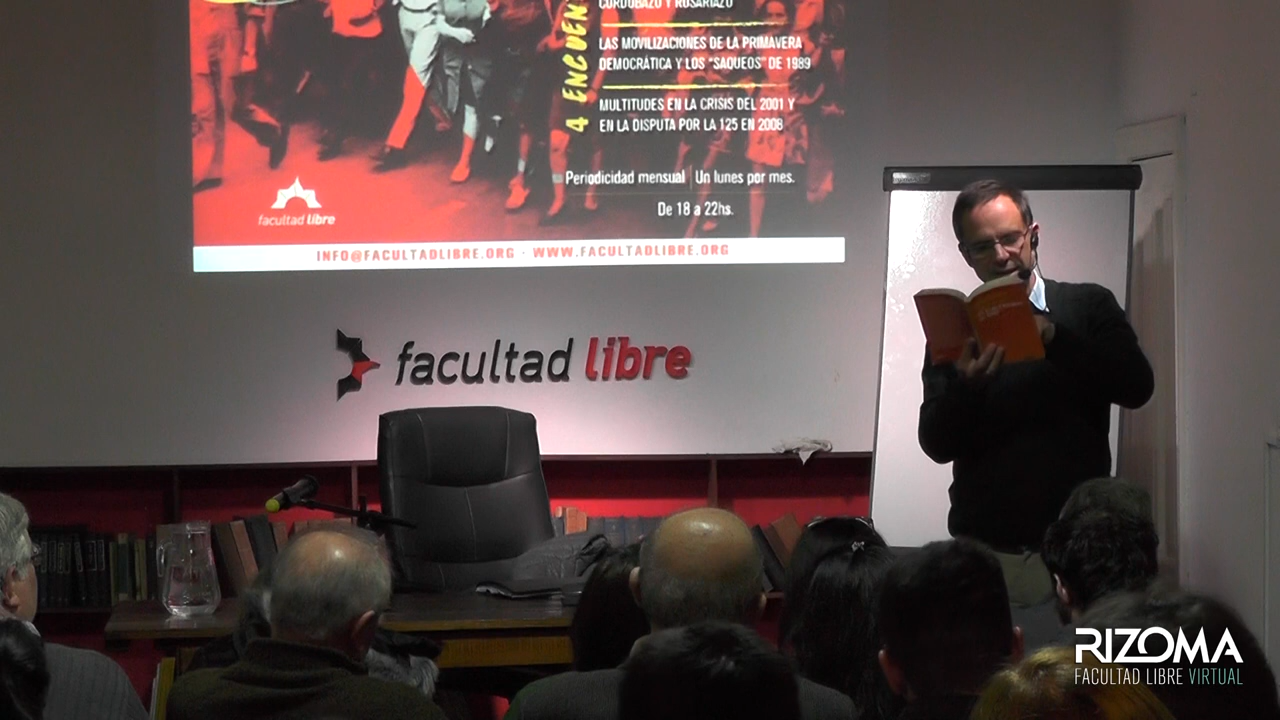 CORDOBAZO Y ROSARIAZO
4 ENCUEN
LAS MOVILIZACIONES DE LA PRIMAVERA
DEMOCRÁTICA Y LOS "SAQUEOS" DE 1989
MULTITUDES EN LA CRISIS DEL 2001 Y
EN LA DISPUTA POR LA 125 EN 2008
Periodicidad mensual | Un lunes por mes.
De 18 a 22hs.
facultad libre
INFO@FACULTADLIBRE.ORG · WWW.FACULTADLIBRE.ORG
facultad libre
RIZOMA
FACULTAD LIBRE VIRTUAL